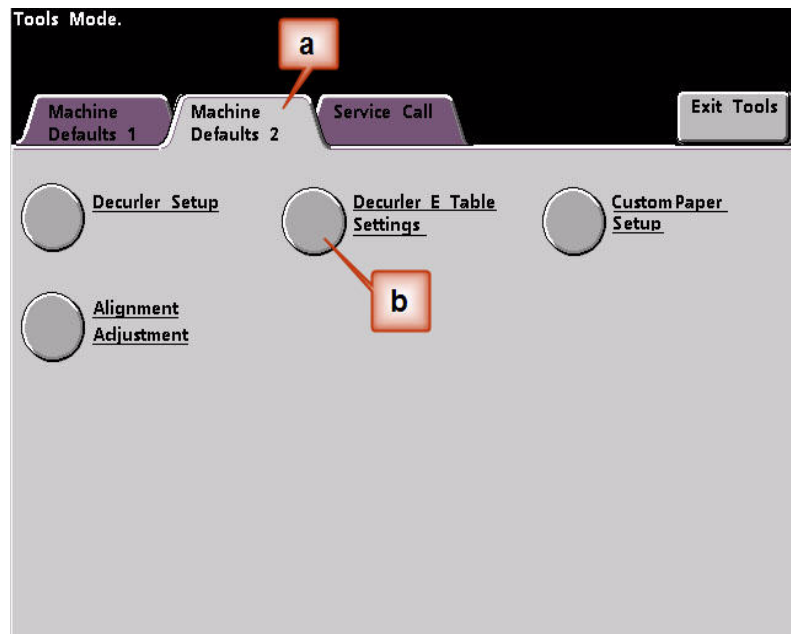 Tools Mode.
a
Machine
Defaults 1
Machine
Defaults 2
Service Call
Exit Tools
Decurler Setup
Decurler E Table
Settings
Custom Paper
Setup
b
Alignment
Adjustment